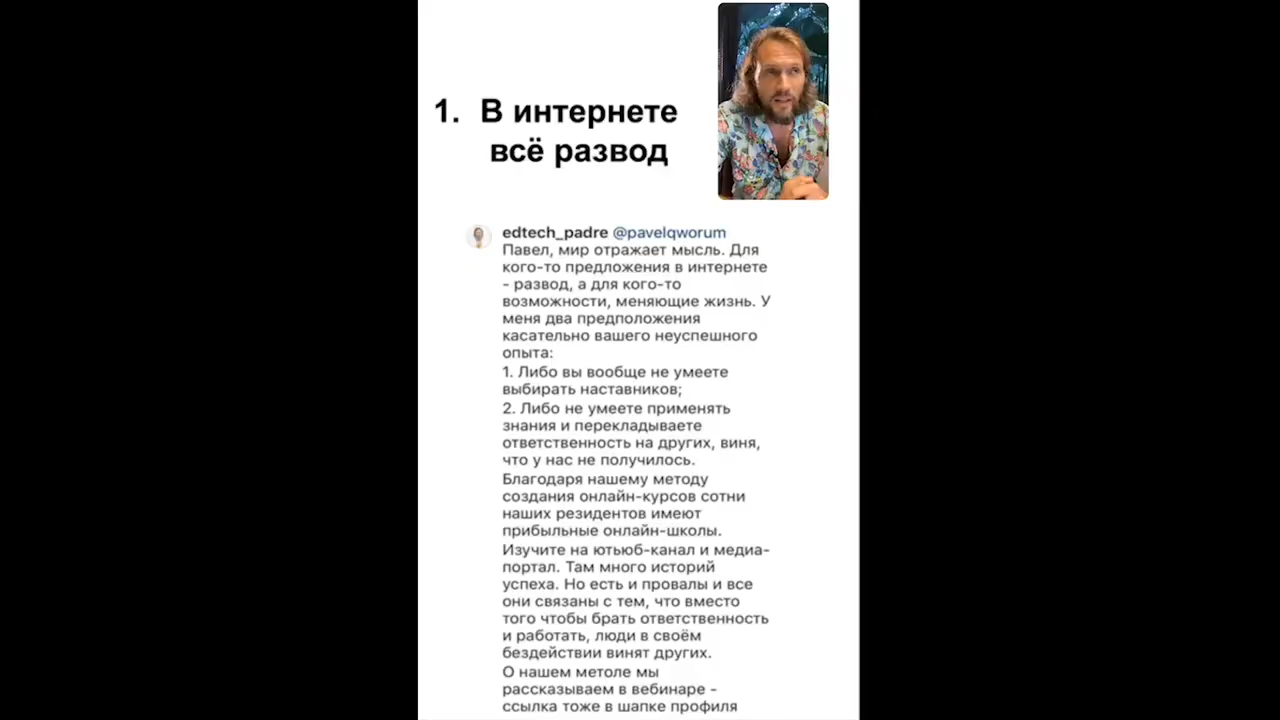 1. В интернете
всё развод
edtech_padre @pavelqworum
Павел, мир отражает мысль. Для
кого-то предложения в интернете
- развод, а для кого-то
возможности, меняющие жизнь. У
меня два предположения
касательно вашего неуспешного
опыта:
1. Либо вы вообще не умеете
выбирать наставников;
2. Либо не умеете применять
знания и перекладываете
ответственность на других, виня,
что у нас не получилось.
Благодаря нашему методу
создания онлайн-курсов сотни
наших резидентов имеют
прибыльные онлайн-школы.
Изучите на ютьюб-канал и медиа-
портал. Там много историй
успеха. Но есть и провалы и все
они связаны с тем, что вместо
того чтобы брать ответственность
и работать, люди в своём
бездействии винят других.
О нашем метоле мы
рассказываем в вебинаре -
ссылка тоже в шапке профиля